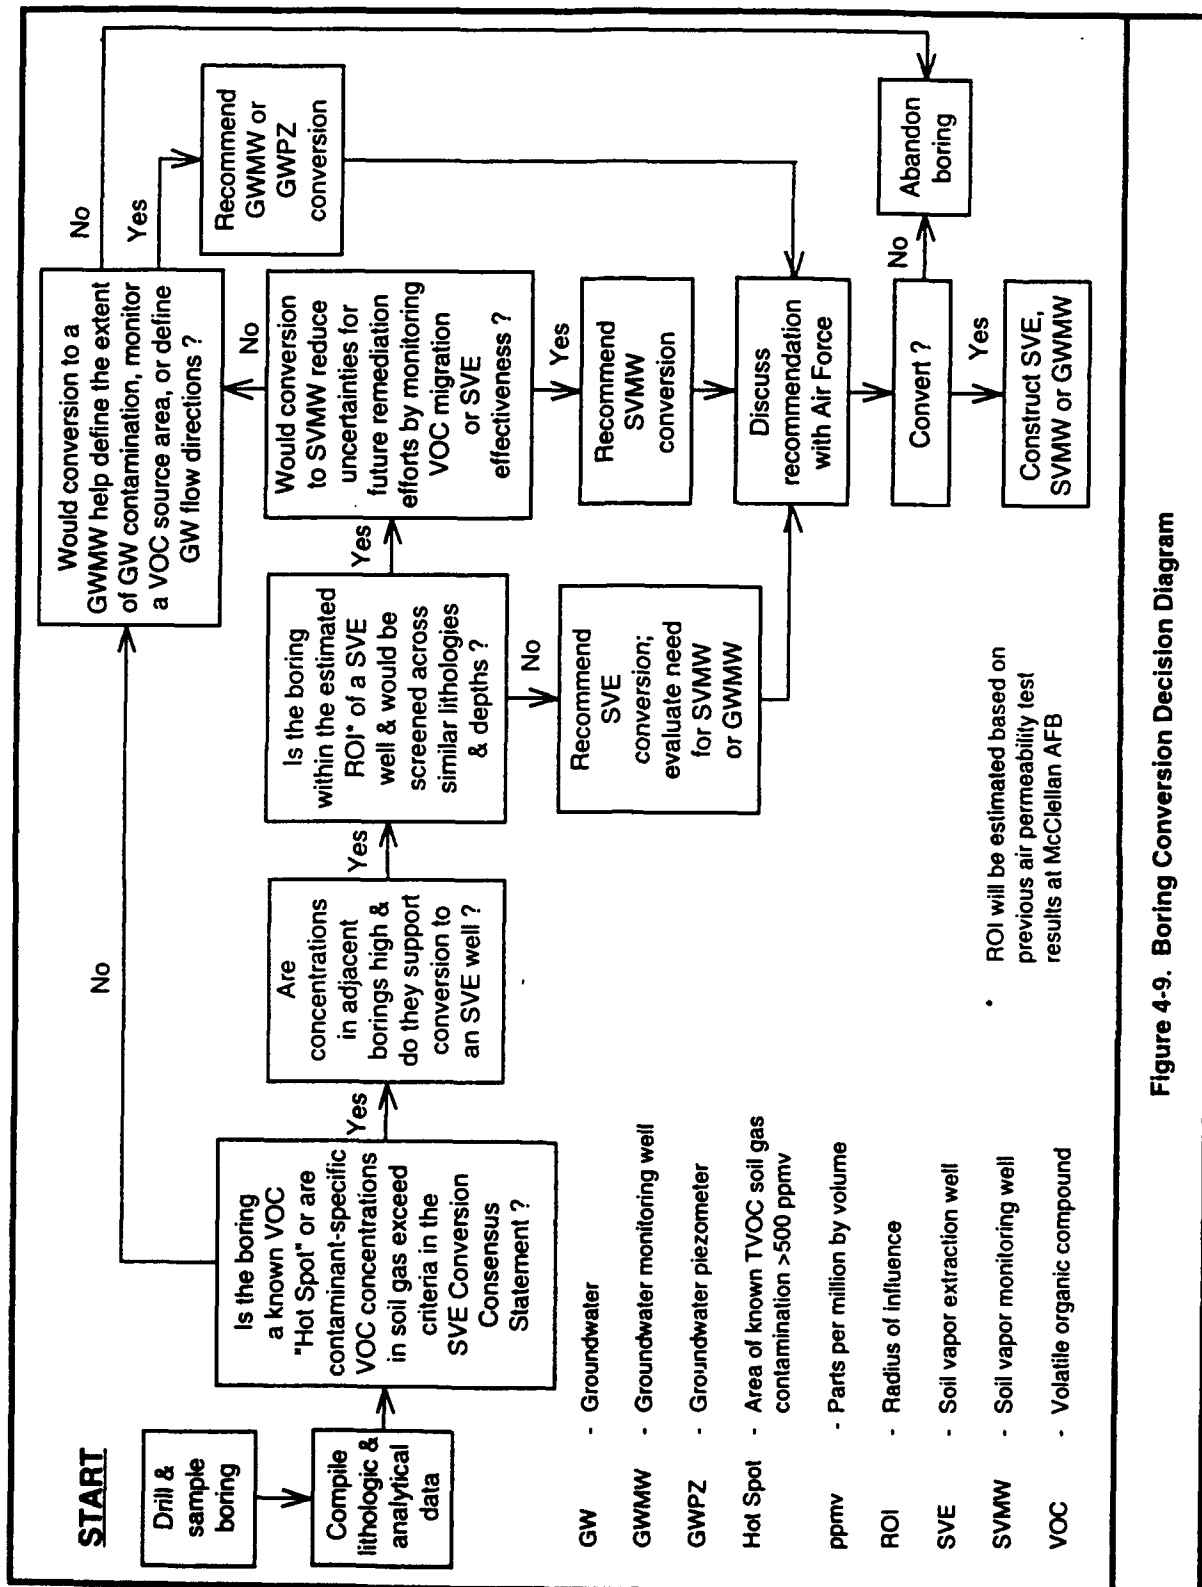 START
Drill &
sample
boring
Compile
lithologic &
analytical
data
Is the boring
a known VOC
"Hot Spot" or are
contaminant-specific
VOC concentrations
in soil gas exceed
criteria in the
SVE Conversion
Consensus
Statement ?
No
Yes
Are
concentrations
in adjacent
borings high &
do they support
conversion to
an SVE well ?
Yes
Is the boring
within the estimated
ROI* of a SVE
well & would be
screened across
similar lithologies
& depths ?
Yes
No
Recommend
SVE
conversion;
evaluate need
for SVMW
or GWMW
Would conversion
to SVMW reduce
uncertainties for
future remediation
efforts by monitoring
VOC migration
or SVE
effectiveness ?
No
Yes
Would conversion to a
GWMW help define the extent
of GW contamination, monitor
a VOC source area, or define
GW flow directions ?
No
Yes
Recommend
GWMW or
GWPZ
conversion
Recommend
SVMW
conversion
Discuss
recommendation
with Air Force
Convert ?
No
Abandon
boring
Yes
Construct SVE,
SVMW or GWMW
GW - Groundwater
GWMW - Groundwater monitoring well
GWPZ - Groundwater piezometer
Hot Spot - Area of known TVOC soil gas
contamination >500 ppmv
ppmv - Parts per million by volume
ROI - Radius of influence
SVE - Soil vapor extraction well
SVMW - Soil vapor monitoring well
VOC - Volatile organic compound
• ROI will be estimated based on
previous air permeability test
results at McClellan AFB
Figure 4-9. Boring Conversion Decision Diagram